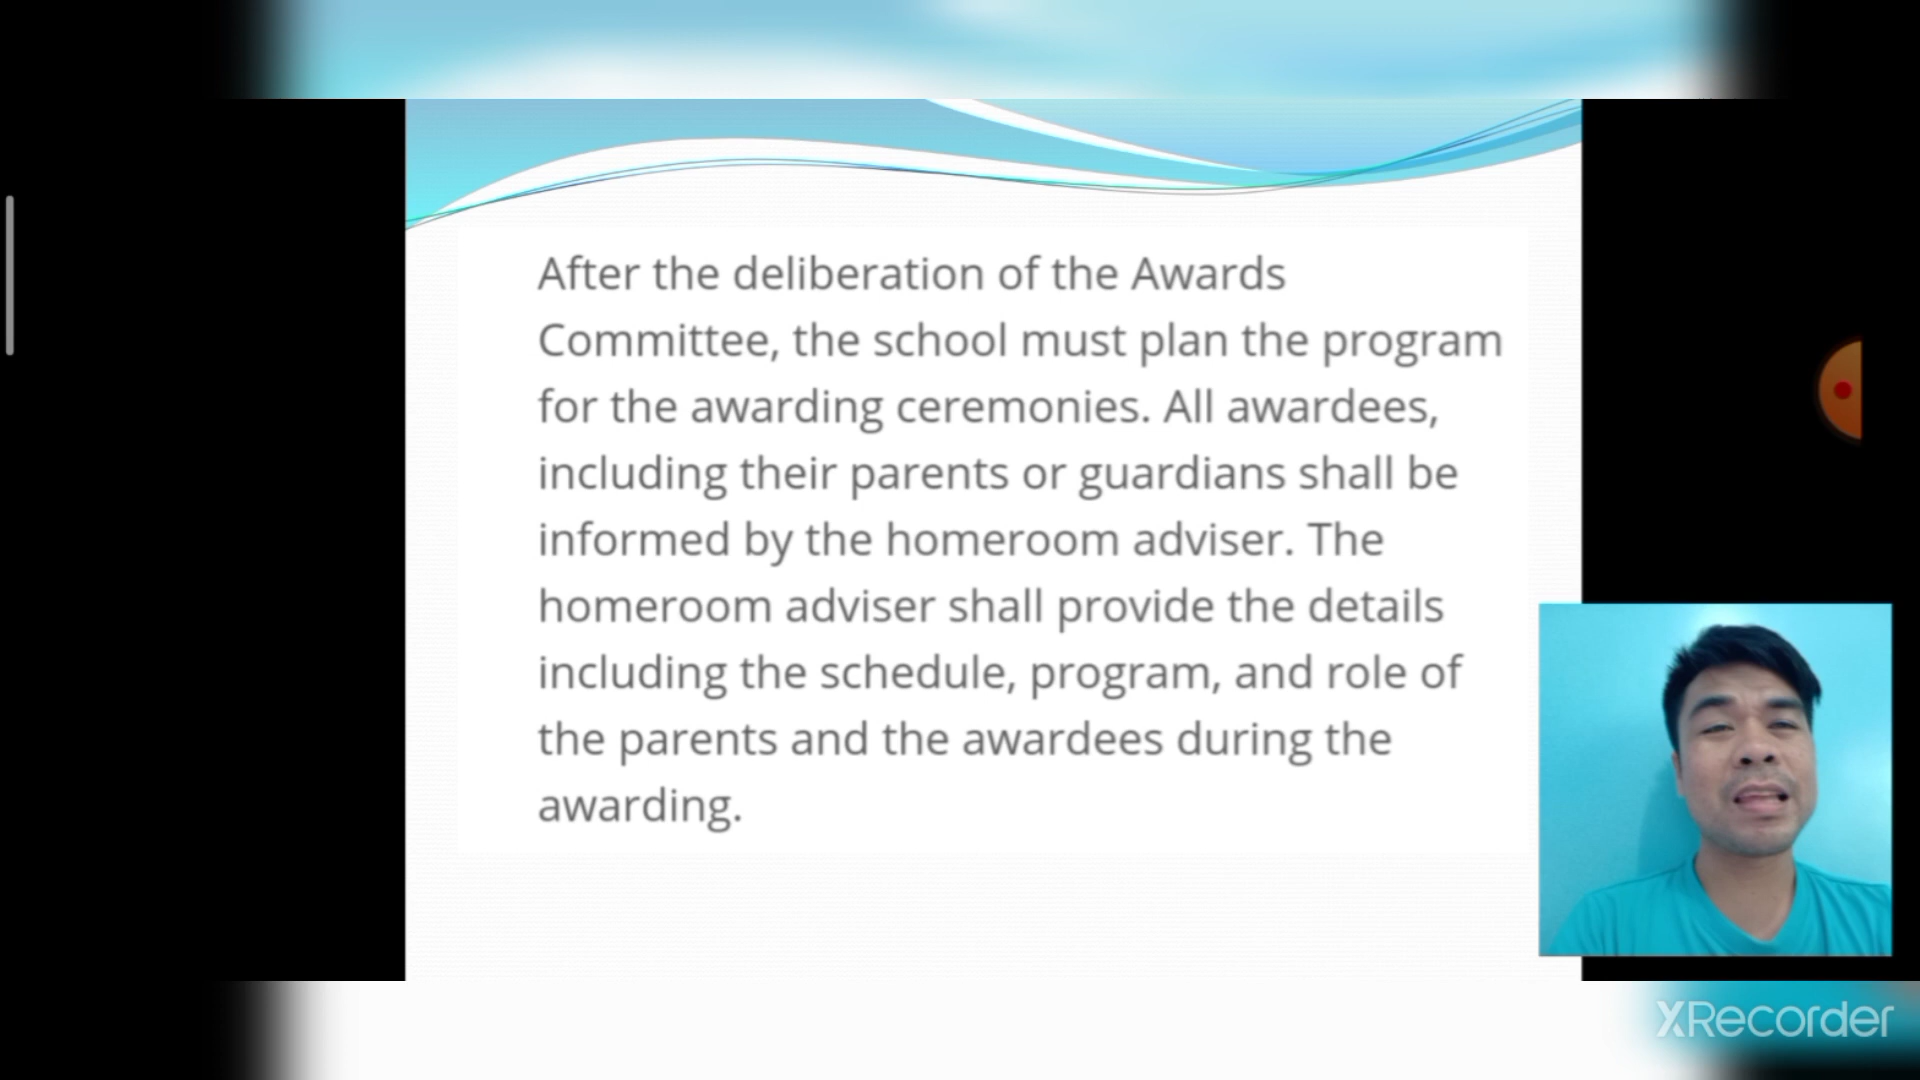 After the deliberation of the Awards
Committee, the school must plan the program
for the awarding ceremonies. All awardees,
including their parents or guardians shall be
informed by the homeroom adviser. The
homeroom adviser shall provide the details
including the schedule, program, and role of
the parents and the awardees during the
awarding.
XRecorder